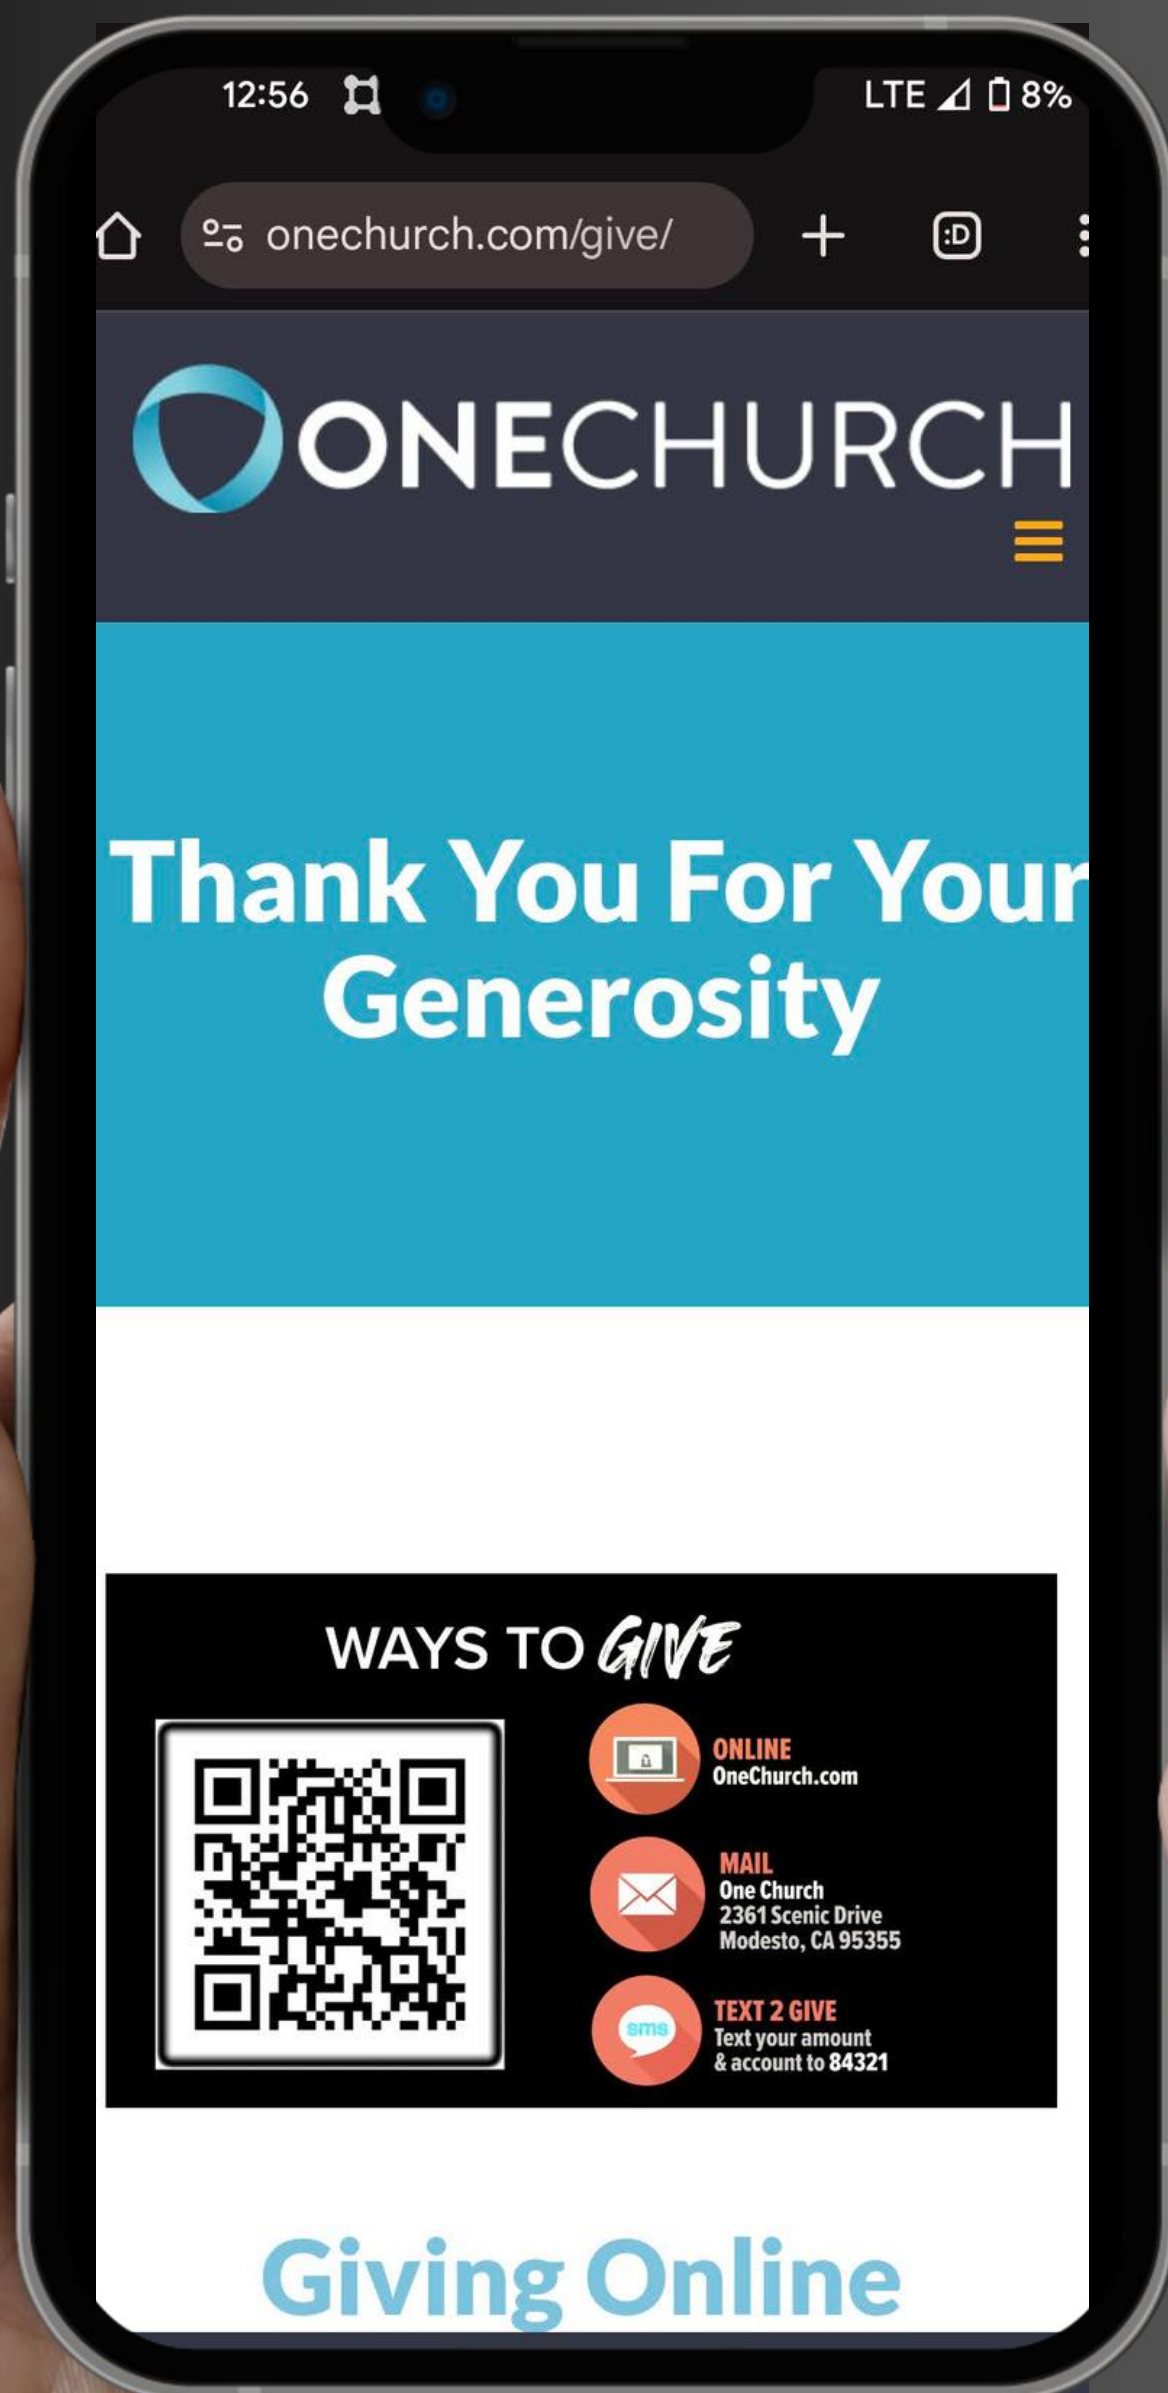 12:56
LTE 8%
onechurch.com/give/
:D
ONECHURCH
Thank You For Your
Generosity
WAYS TO GIVE
ONLINE
OneChurch.com
MAIL
One Church
2361 Scenic Drive
Modesto, CA 95355
sms
TEXT 2 GIVE
Text your amount
& account to 84321
Giving Online